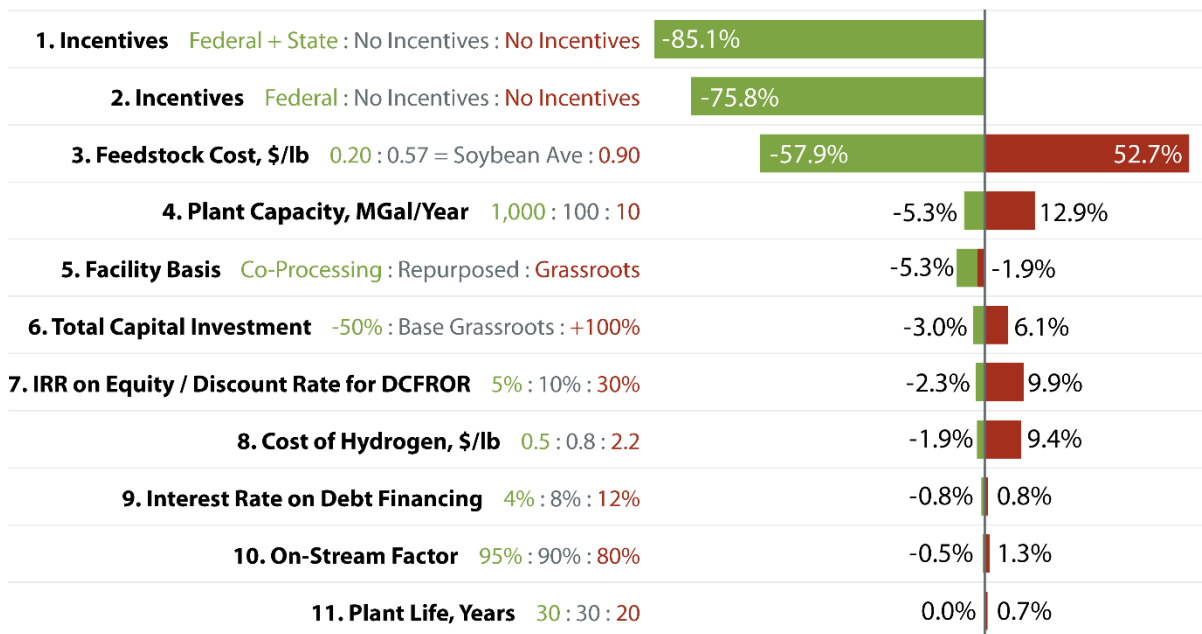 1. Incentives Federal + State : No Incentives : No Incentives -85.1%
2. Incentives Federal : No Incentives : No Incentives -75.8%
3. Feedstock Cost, $/lb 0.20 : 0.57 = Soybean Ave : 0.90 -57.9% 52.7%
4. Plant Capacity, MGal/Year 1,000 : 100 : 10 -5.3% 12.9%
5. Facility Basis Co-Processing : Repurposed : Grassroots -5.3% -1.9%
6. Total Capital Investment -50% : Base Grassroots : +100% -3.0% 6.1%
7. IRR on Equity / Discount Rate for DCFROR 5% : 10% : 30% -2.3% 9.9%
8. Cost of Hydrogen, $/lb 0.5 : 0.8 : 2.2 -1.9% 9.4%
9. Interest Rate on Debt Financing 4% : 8% : 12% -0.8% 0.8%
10. On-Stream Factor 95% : 90% : 80% -0.5% 1.3%
11. Plant Life, Years 30 : 30 : 20 0.0% 0.7%